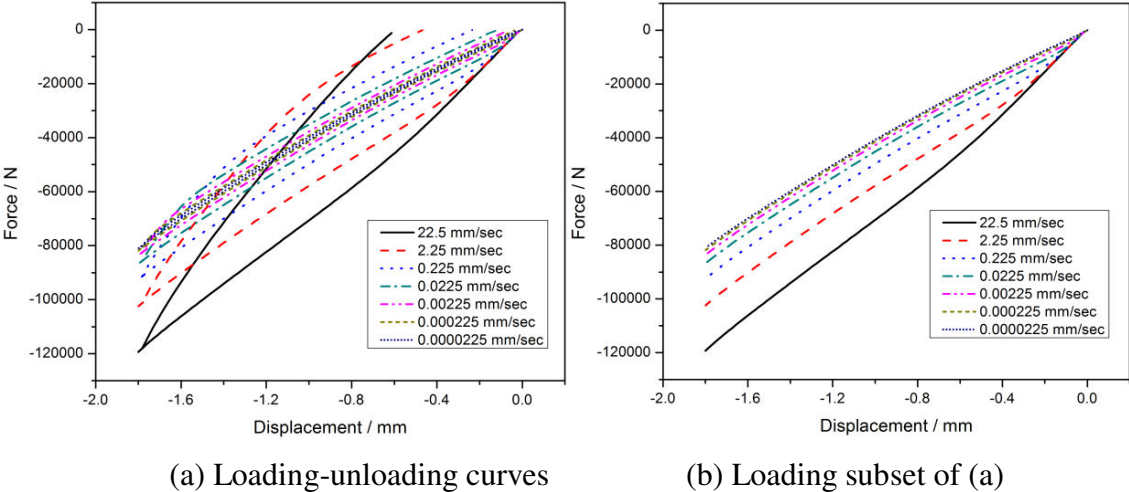 0
-20000
-40000
-60000
-80000
-100000
-120000
Force / N
-2.0 -1.6 -1.2 -0.8 -0.4 0.0
Displacement / mm
22.5 mm/sec
2.25 mm/sec
0.225 mm/sec
0.0225 mm/sec
0.00225 mm/sec
0.000225 mm/sec
0.0000225 mm/sec
(a) Loading-unloading curves
0
-20000
-40000
-60000
-80000
-100000
-120000
Force / N
-2.0 -1.6 -1.2 -0.8 -0.4 0.0
Displacement / mm
22.5 mm/sec
2.25 mm/sec
0.225 mm/sec
0.0225 mm/sec
0.00225 mm/sec
0.000225 mm/sec
0.0000225 mm/sec
(b) Loading subset of (a)